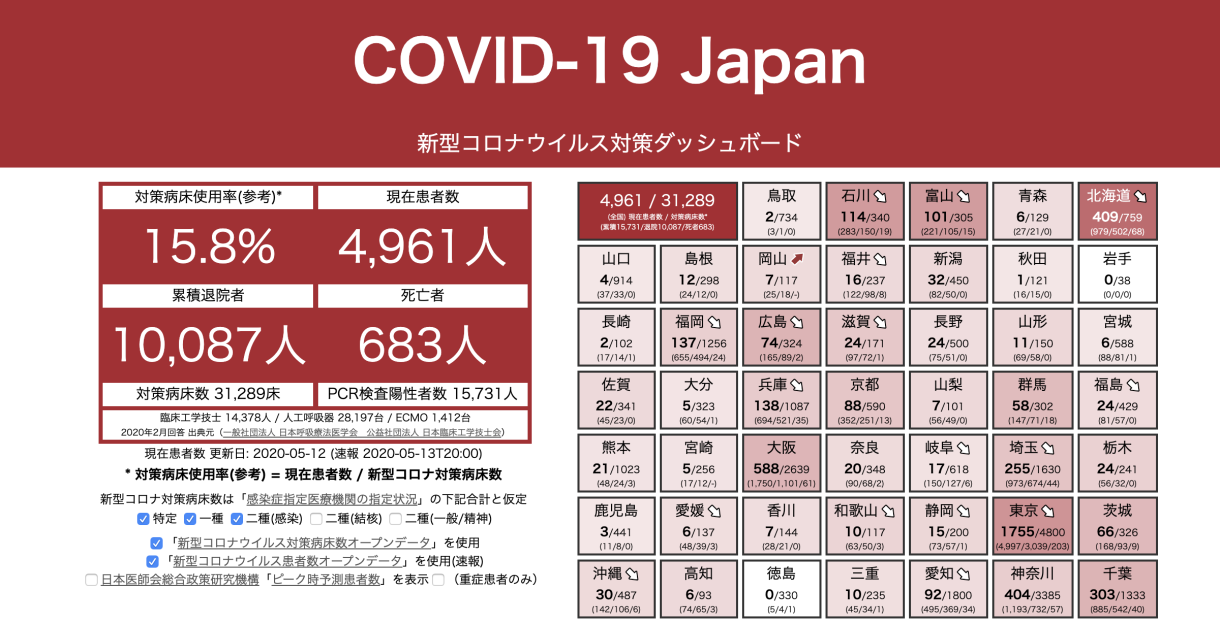 COVID-19 Japan
新型コロナウイルス対策ダッシュボード
対策病床使用率(参考)*
現在患者数
15.8%
4,961人
累積退院者
死亡者
10,087人
683人
対策病床数 31,289床
PCR検査陽性者数 15,731人
臨床工学技士 14,378人 / 人工呼吸器 28,197台 / ECMO 1,412台
2020年2月回答 出典元（一般社団法人 日本呼吸療法医学会　公益社団法人 日本臨床工学技士会）
現在患者数 更新日: 2020-05-12 (速報 2020-05-13T20:00)
* 対策病床使用率(参考) = 現在患者数 / 新型コロナ対策病床数
新型コロナ対策病床数は「感染症指定医療機関の指定状況」の下記合計と仮定
特定 一種 二種(感染) 二種(結核) 二種(一般/精神)
「新型コロナウイルス対策病床数オープンデータ」を使用
「新型コロナウイルス患者数オープンデータ」を使用(速報)
日本医師会総合政策研究機構「ピーク時予測患者数」を表示 （重症患者のみ）
4,961 / 31,289
(全国) 現在患者数 / 対策病床数*
(累積15,731/退院10,087/死者683)
鳥取
2/734
(3/1/0)
石川
114/340
(283/150/19)
富山
101/305
(221/105/15)
青森
6/129
(27/21/0)
北海道
409/759
(979/502/68)
山口
4/914
(37/33/0)
島根
12/298
(24/12/0)
岡山
7/117
(25/18/-)
福井
16/237
(122/98/8)
新潟
32/450
(82/50/0)
秋田
1/121
(16/15/0)
岩手
0/38
(0/0/0)
長崎
2/102
(17/14/1)
福岡
137/1256
(655/494/24)
広島
74/324
(165/89/2)
滋賀
24/171
(97/72/1)
長野
24/500
(75/51/0)
山形
11/150
(69/58/0)
宮城
6/588
(88/81/1)
佐賀
22/341
(45/23/0)
大分
5/323
(60/54/1)
兵庫
138/1087
(694/521/35)
京都
88/590
(352/251/13)
山梨
7/101
(56/49/0)
群馬
58/302
(147/71/18)
福島
24/429
(81/57/0)
熊本
21/1023
(48/24/3)
宮崎
5/256
(17/12/-)
大阪
588/2639
(1,750/1,101/61)
奈良
20/348
(90/68/2)
岐阜
17/618
(150/127/6)
埼玉
255/1630
(973/674/44)
栃木
24/241
(56/32/0)
鹿児島
3/441
(11/8/0)
愛媛
6/137
(48/39/3)
香川
7/144
(28/21/0)
和歌山
10/117
(63/50/3)
静岡
15/200
(73/57/1)
東京
1755/4800
(4,997/3,039/203)
茨城
66/326
(168/93/9)
沖縄
30/487
(142/106/6)
高知
6/93
(74/65/3)
徳島
0/330
(5/4/1)
三重
10/235
(45/34/1)
愛知
92/1800
(495/369/34)
神奈川
404/3385
(1,193/732/57)
千葉
303/1333
(885/542/40)